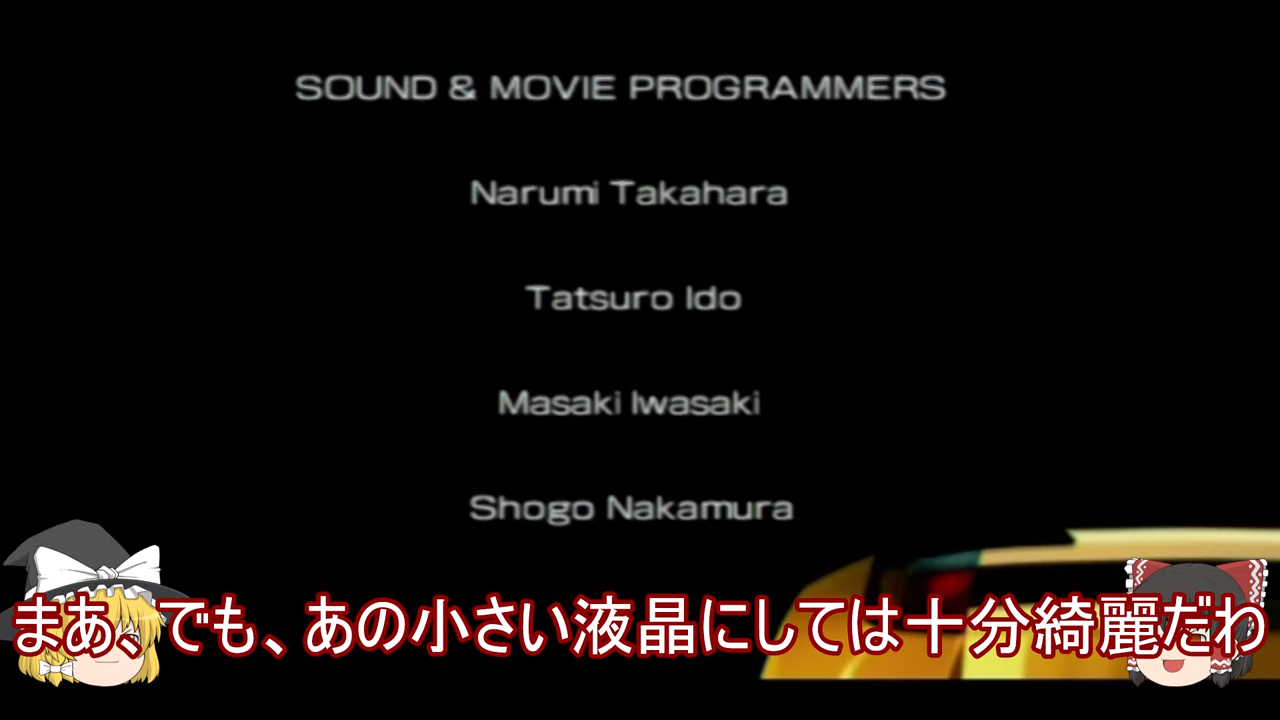 SOUND & MOVIE PROGRAMMERS
Narumi Takahara
Tatsuro Ido
Masaki Iwasaki
Shogo Nakamura
まあ、でも、あの小さい液晶にしては十分綺麗だわ